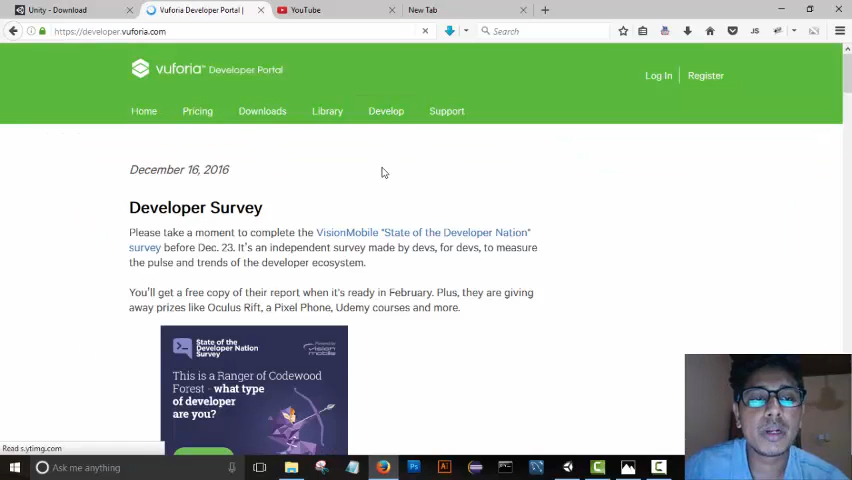 Unity - Download
Vuforia Developer Portal |
YouTube
New Tab
https://developer.vuforia.com
Search
JS
vuforia™ Developer Portal
Log In | Register
Home Pricing Downloads Library Develop Support
December 16, 2016
Developer Survey
Please take a moment to complete the VisionMobile "State of the Developer Nation"
survey before Dec. 23. It's an independent survey made by devs, for devs, to measure
the pulse and trends of the developer ecosystem.
You'll get a free copy of their report when it's ready in February. Plus, they are giving
away prizes like Oculus Rift, a Pixel Phone, Udemy courses and more.
State of the
Developer Nation
Survey
vision
mobile
This is a Ranger of Codewood
Forest - what type
of developer
are you?
Read s.ytimg.com
Ask me anything
Ps
Ai